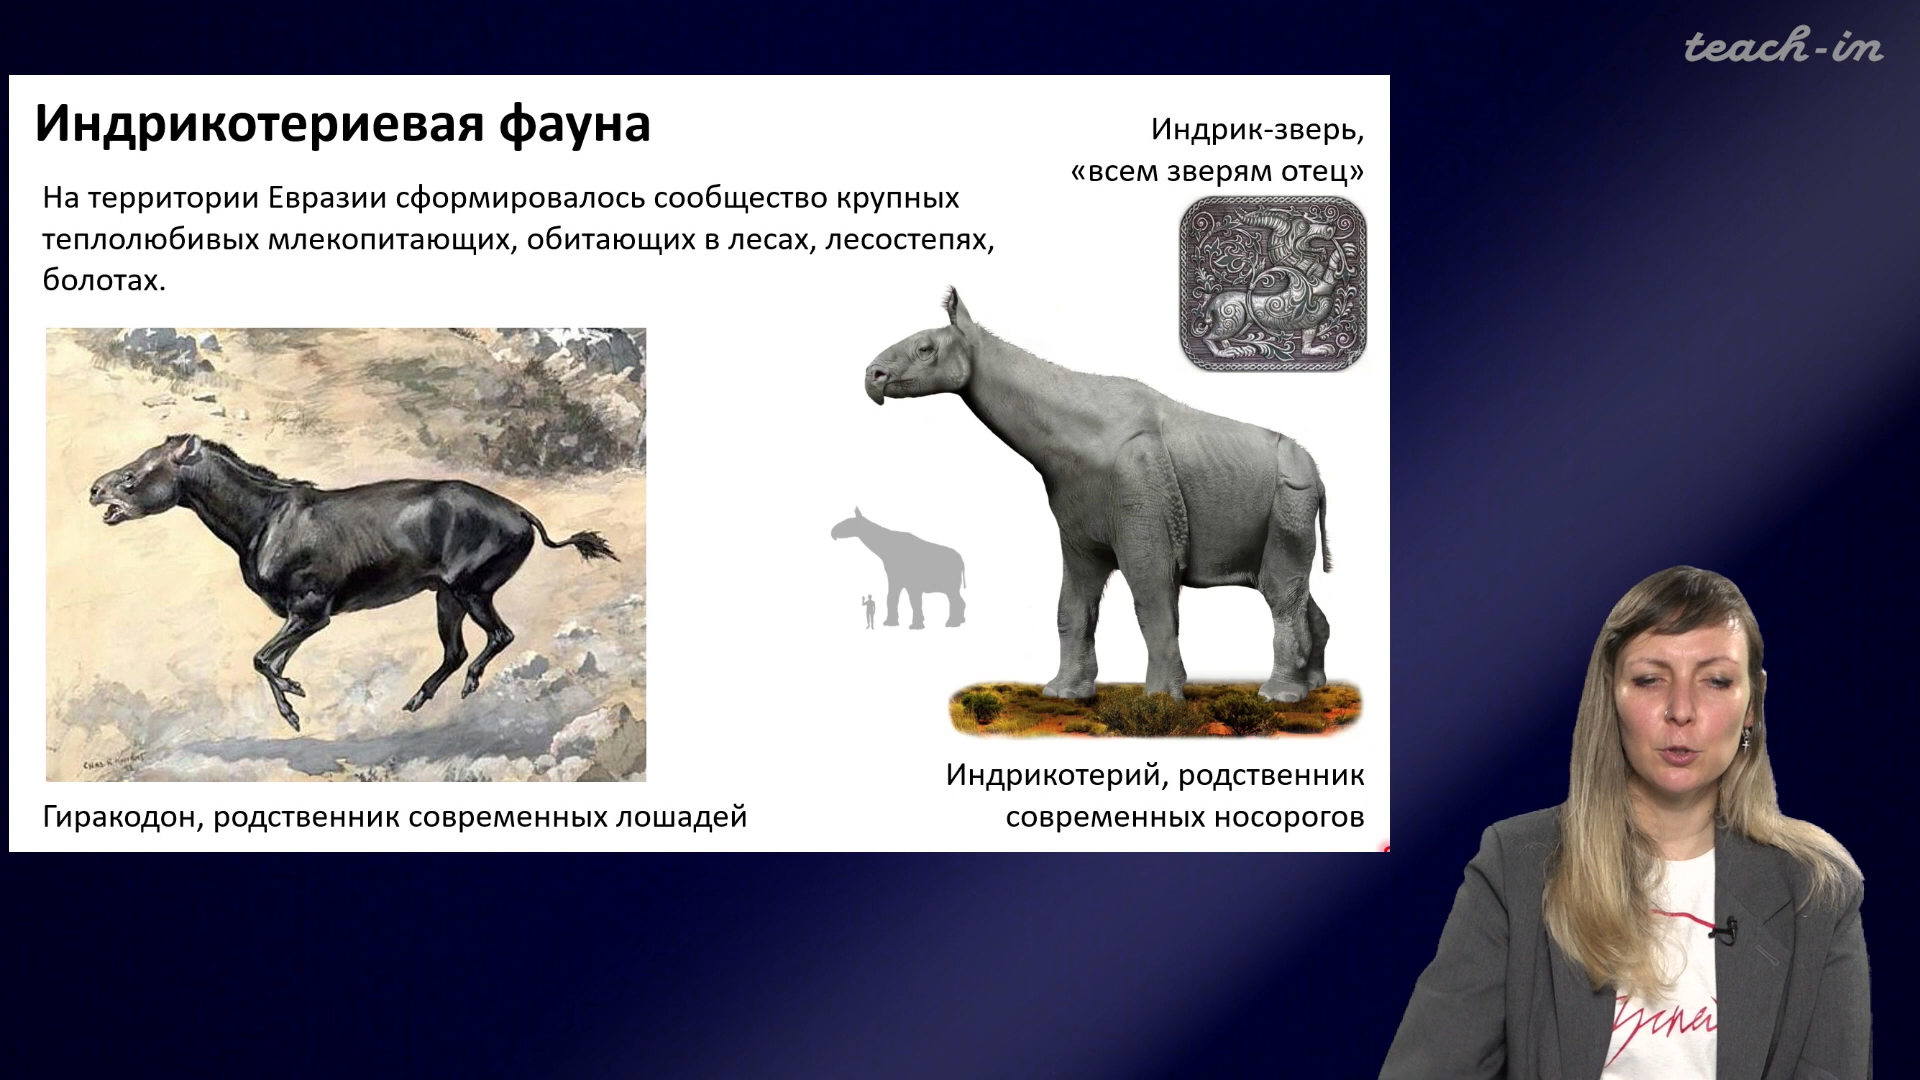 teach-in
Индрикотериевая фауна
Индрик-зверь,
«всем зверям отец»
На территории Евразии сформировалось сообщество крупных
теплолюбивых млекопитающих, обитающих в лесах, лесостепях,
болотах.
Гиракодон, родственник современных лошадей
Индрикотерий, родственник
современных носорогов